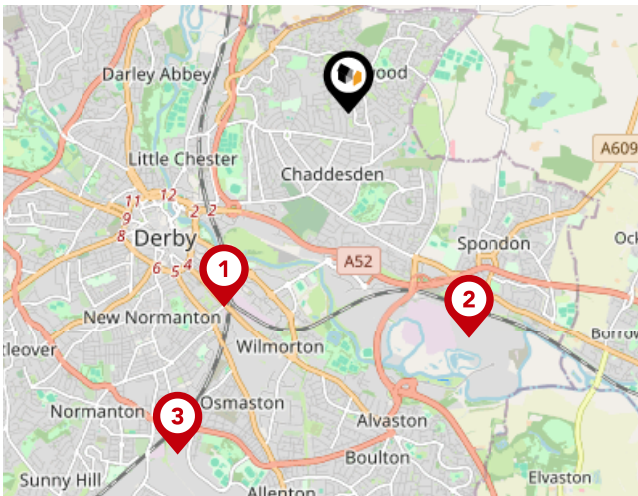 Darley Abbey
ood
A609
Little Chester
Chaddesden
11
12
9
2
2
8
Derby
Spondon
Oc
A52
6
5
4
1
2
New Normanton
tleover
Wilmorton
Borrow
3
Normanton
Osmaston
Alvaston
Boulton
Sunny Hill
Allenton
Elvaston